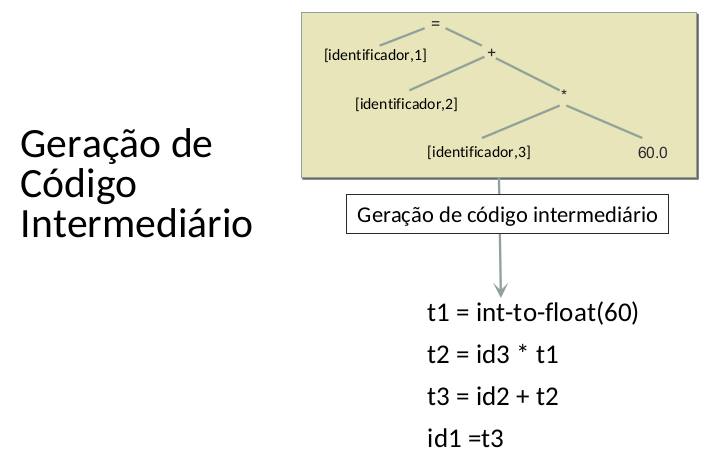 Geração de
Código
Intermediário
=
[identificador,1]
+
[identificador,2]
*
[identificador,3]
60.0
Geração de código intermediário
t1 = int-to-float(60)
t2 = id3 * t1
t3 = id2 + t2
id1 =t3